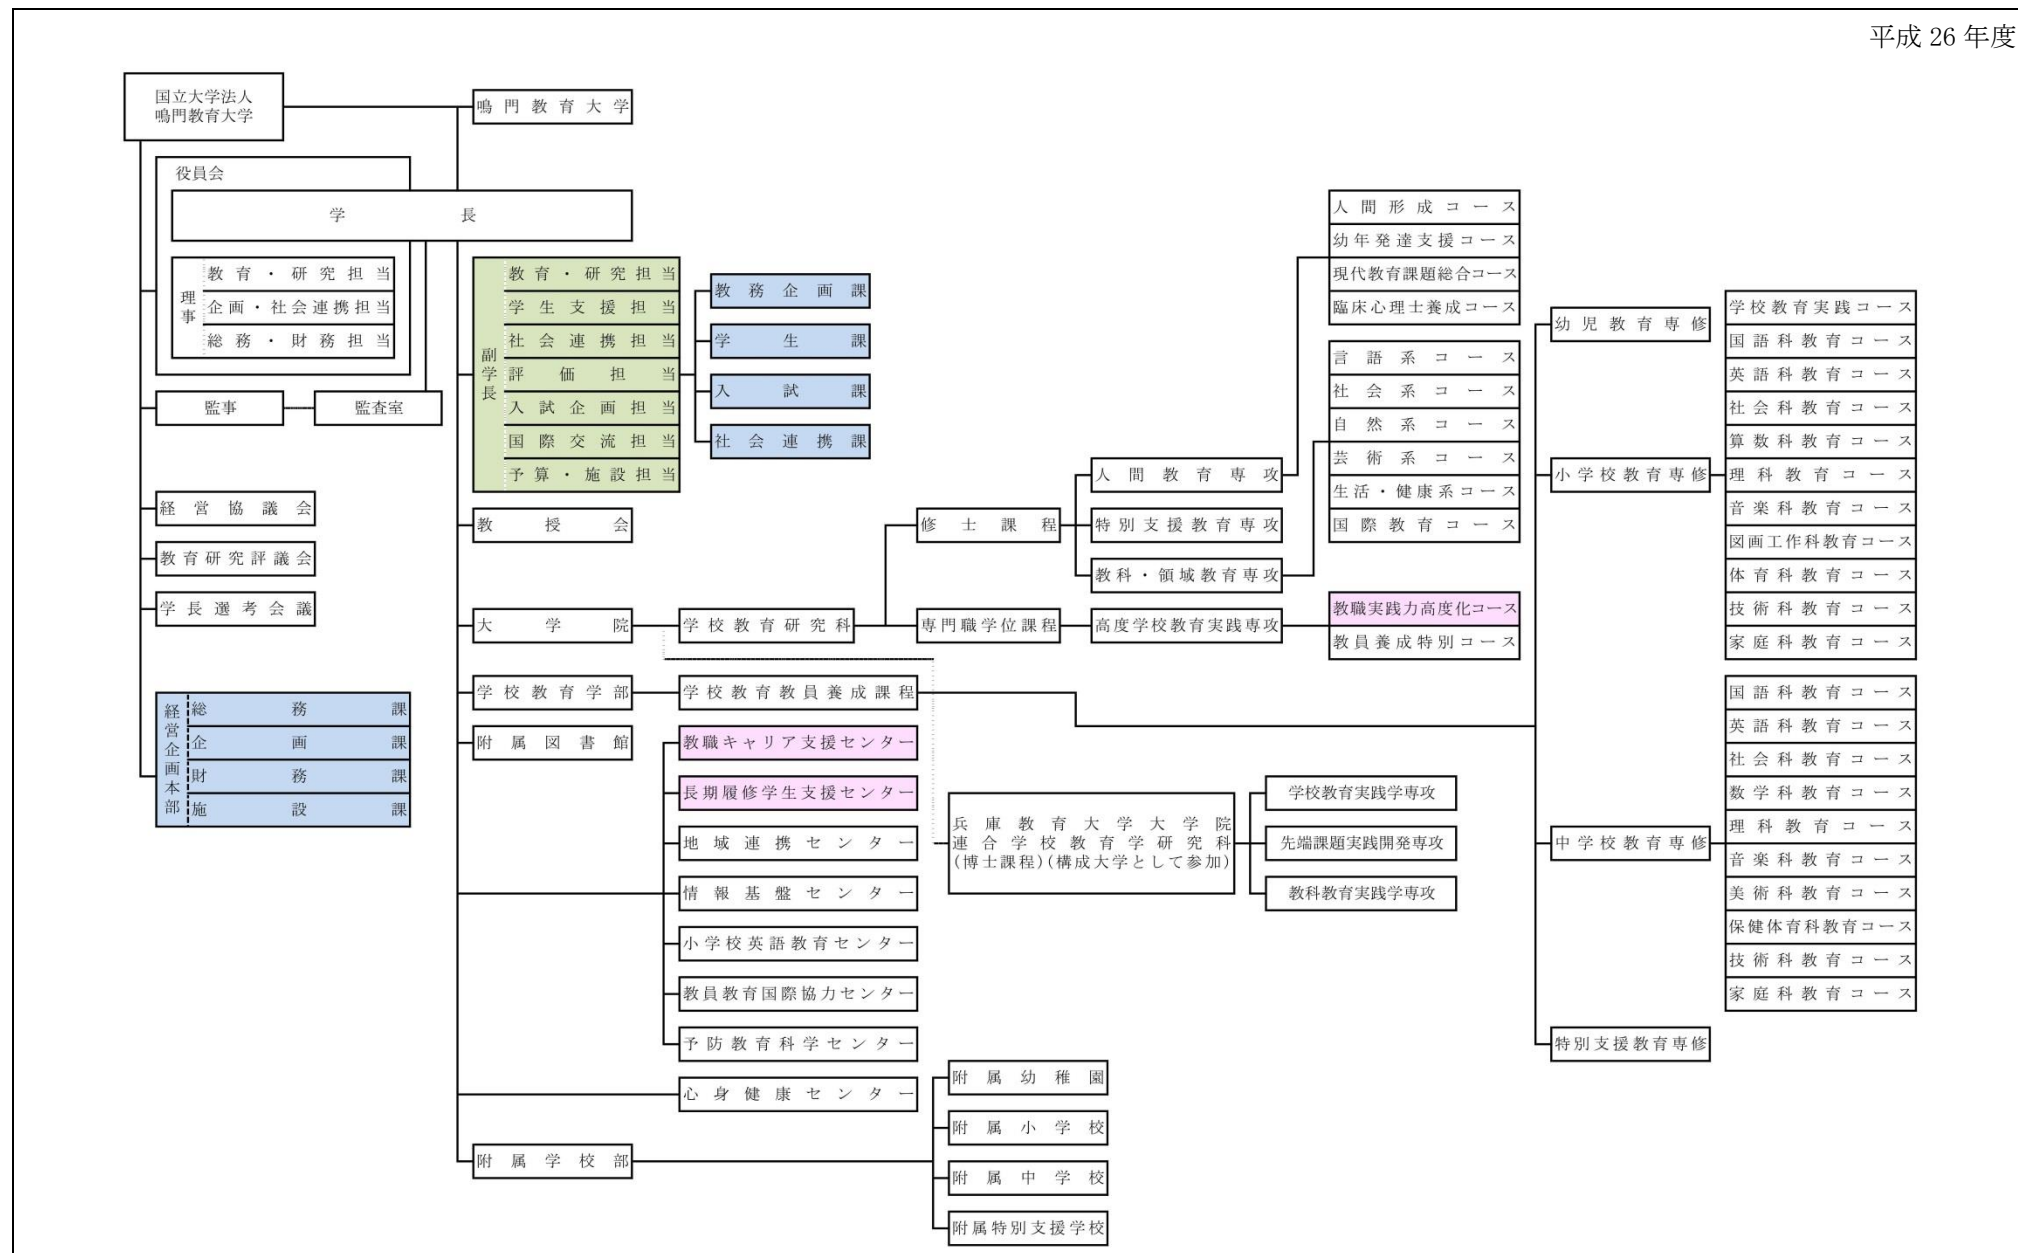 平成 26 年度
国立大学法人
鳴門教育大学
鳴門教育大学
役員会
学長
理事
教育・研究担当
企画・社会連携担当
総務・財務担当
監事
監査室
経営協議会
教育研究評議会
学長選考会議
経営企画本部
総務課
企画課
財務課
施設課
副学長
教育・研究担当
学生支援担当
社会連携担当
評価担当
入試企画担当
国際交流担当
予算・施設担当
教務企画課
学生課
入試課
社会連携課
教授会
大学院
学校教育研究科
修士課程
人間教育専攻
特別支援教育専攻
教科・領域教育専攻
専門職学位課程
高度学校教育実践専攻
人間形成コース
幼年発達支援コース
現代教育課題総合コース
臨床心理士養成コース
言語系コース
社会系コース
自然系コース
芸術系コース
生活・健康系コース
国際教育コース
教職実践力高度化コース
教員養成特別コース
学校教育学部
学校教育教員養成課程
附属図書館
教職キャリア支援センター
長期履修学生支援センター
地域連携センター
情報基盤センター
小学校英語教育センター
教員教育国際協力センター
予防教育科学センター
心身健康センター
兵庫教育大学大学院
連合学校教育学研究科
(博士課程)(構成大学として参加)
学校教育実践学専攻
先端課題実践開発専攻
教科教育実践学専攻
附属学校部
附属幼稚園
附属小学校
附属中学校
附属特別支援学校
幼児教育専修
小学校教育専修
学校教育実践コース
国語科教育コース
英語科教育コース
社会科教育コース
算数科教育コース
理科教育コース
音楽科教育コース
図画工作科教育コース
体育科教育コース
技術科教育コース
家庭科教育コース
中学校教育専修
国語科教育コース
英語科教育コース
社会科教育コース
数学科教育コース
理科教育コース
音楽科教育コース
美術科教育コース
保健体育科教育コース
技術科教育コース
家庭科教育コース
特別支援教育専修